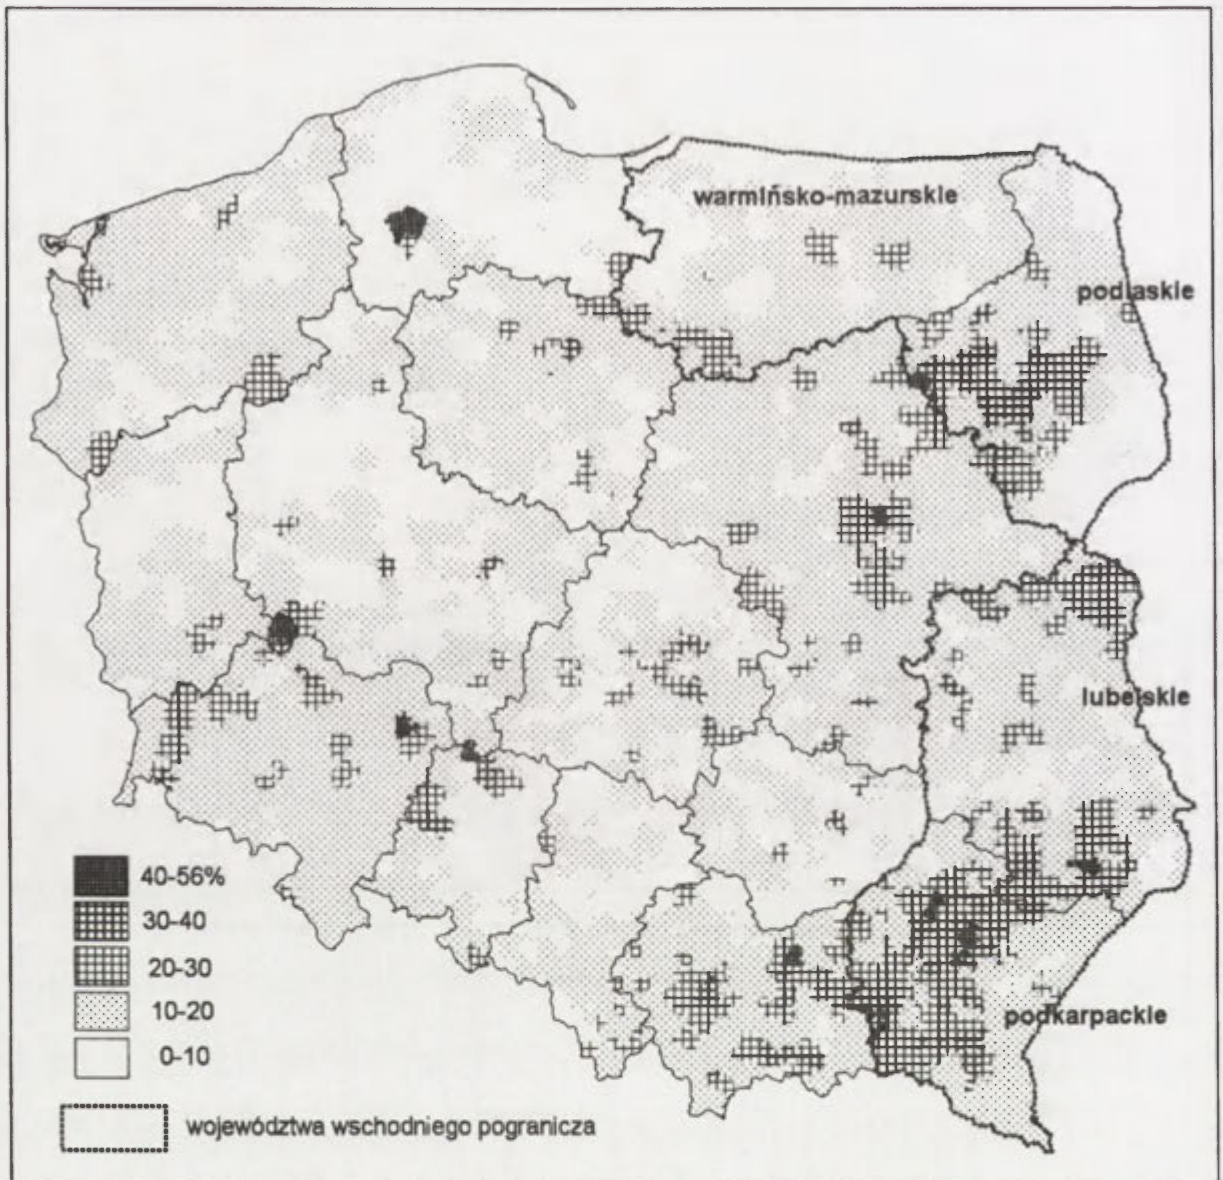 warmińsko-mazurskie
podlaskie
lubelskie
podkarpackie
40-56%
30-40
20-30
10-20
0-10
województwa wschodniego pogranicza